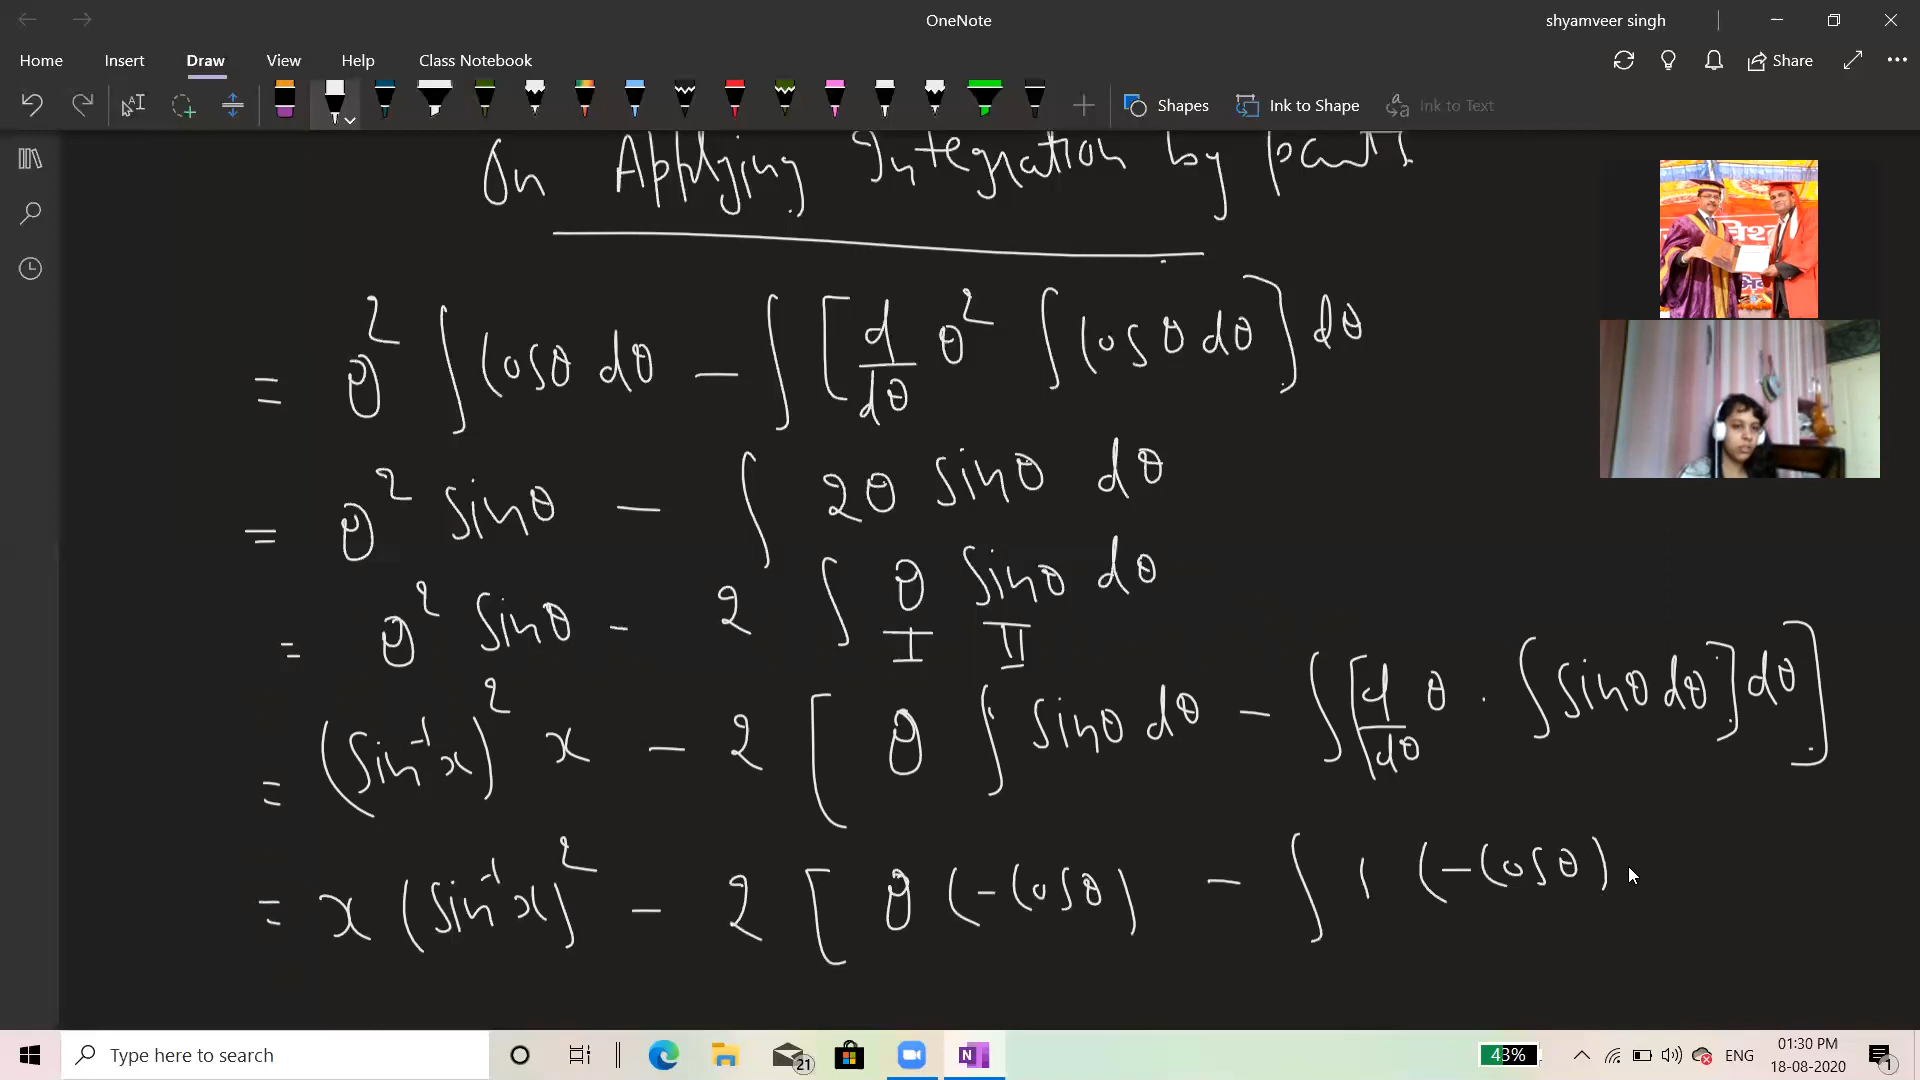 OneNote
shyamveer singh
Home Insert Draw View Help Class Notebook
Share
Shapes Ink to Shape Ink to Text
On Applying Integration by parts
= θ² ∫ cosθ dθ − ∫ [ d/dθ θ² ∫ cosθ dθ ] dθ
= θ² sinθ − ∫ 2θ sinθ dθ
= θ² sinθ − 2 ∫ θ sinθ dθ
I II
= (sin⁻¹x)² x − 2 [ θ ∫ sinθ dθ − ∫ [ d/dθ θ . ∫ sinθ dθ ] dθ ]
= x (sin⁻¹x)² − 2 [ θ (−cosθ) − ∫ 1 (−cosθ)
Type here to search
21
N
43%
ENG
01:30 PM
18-08-2020
1